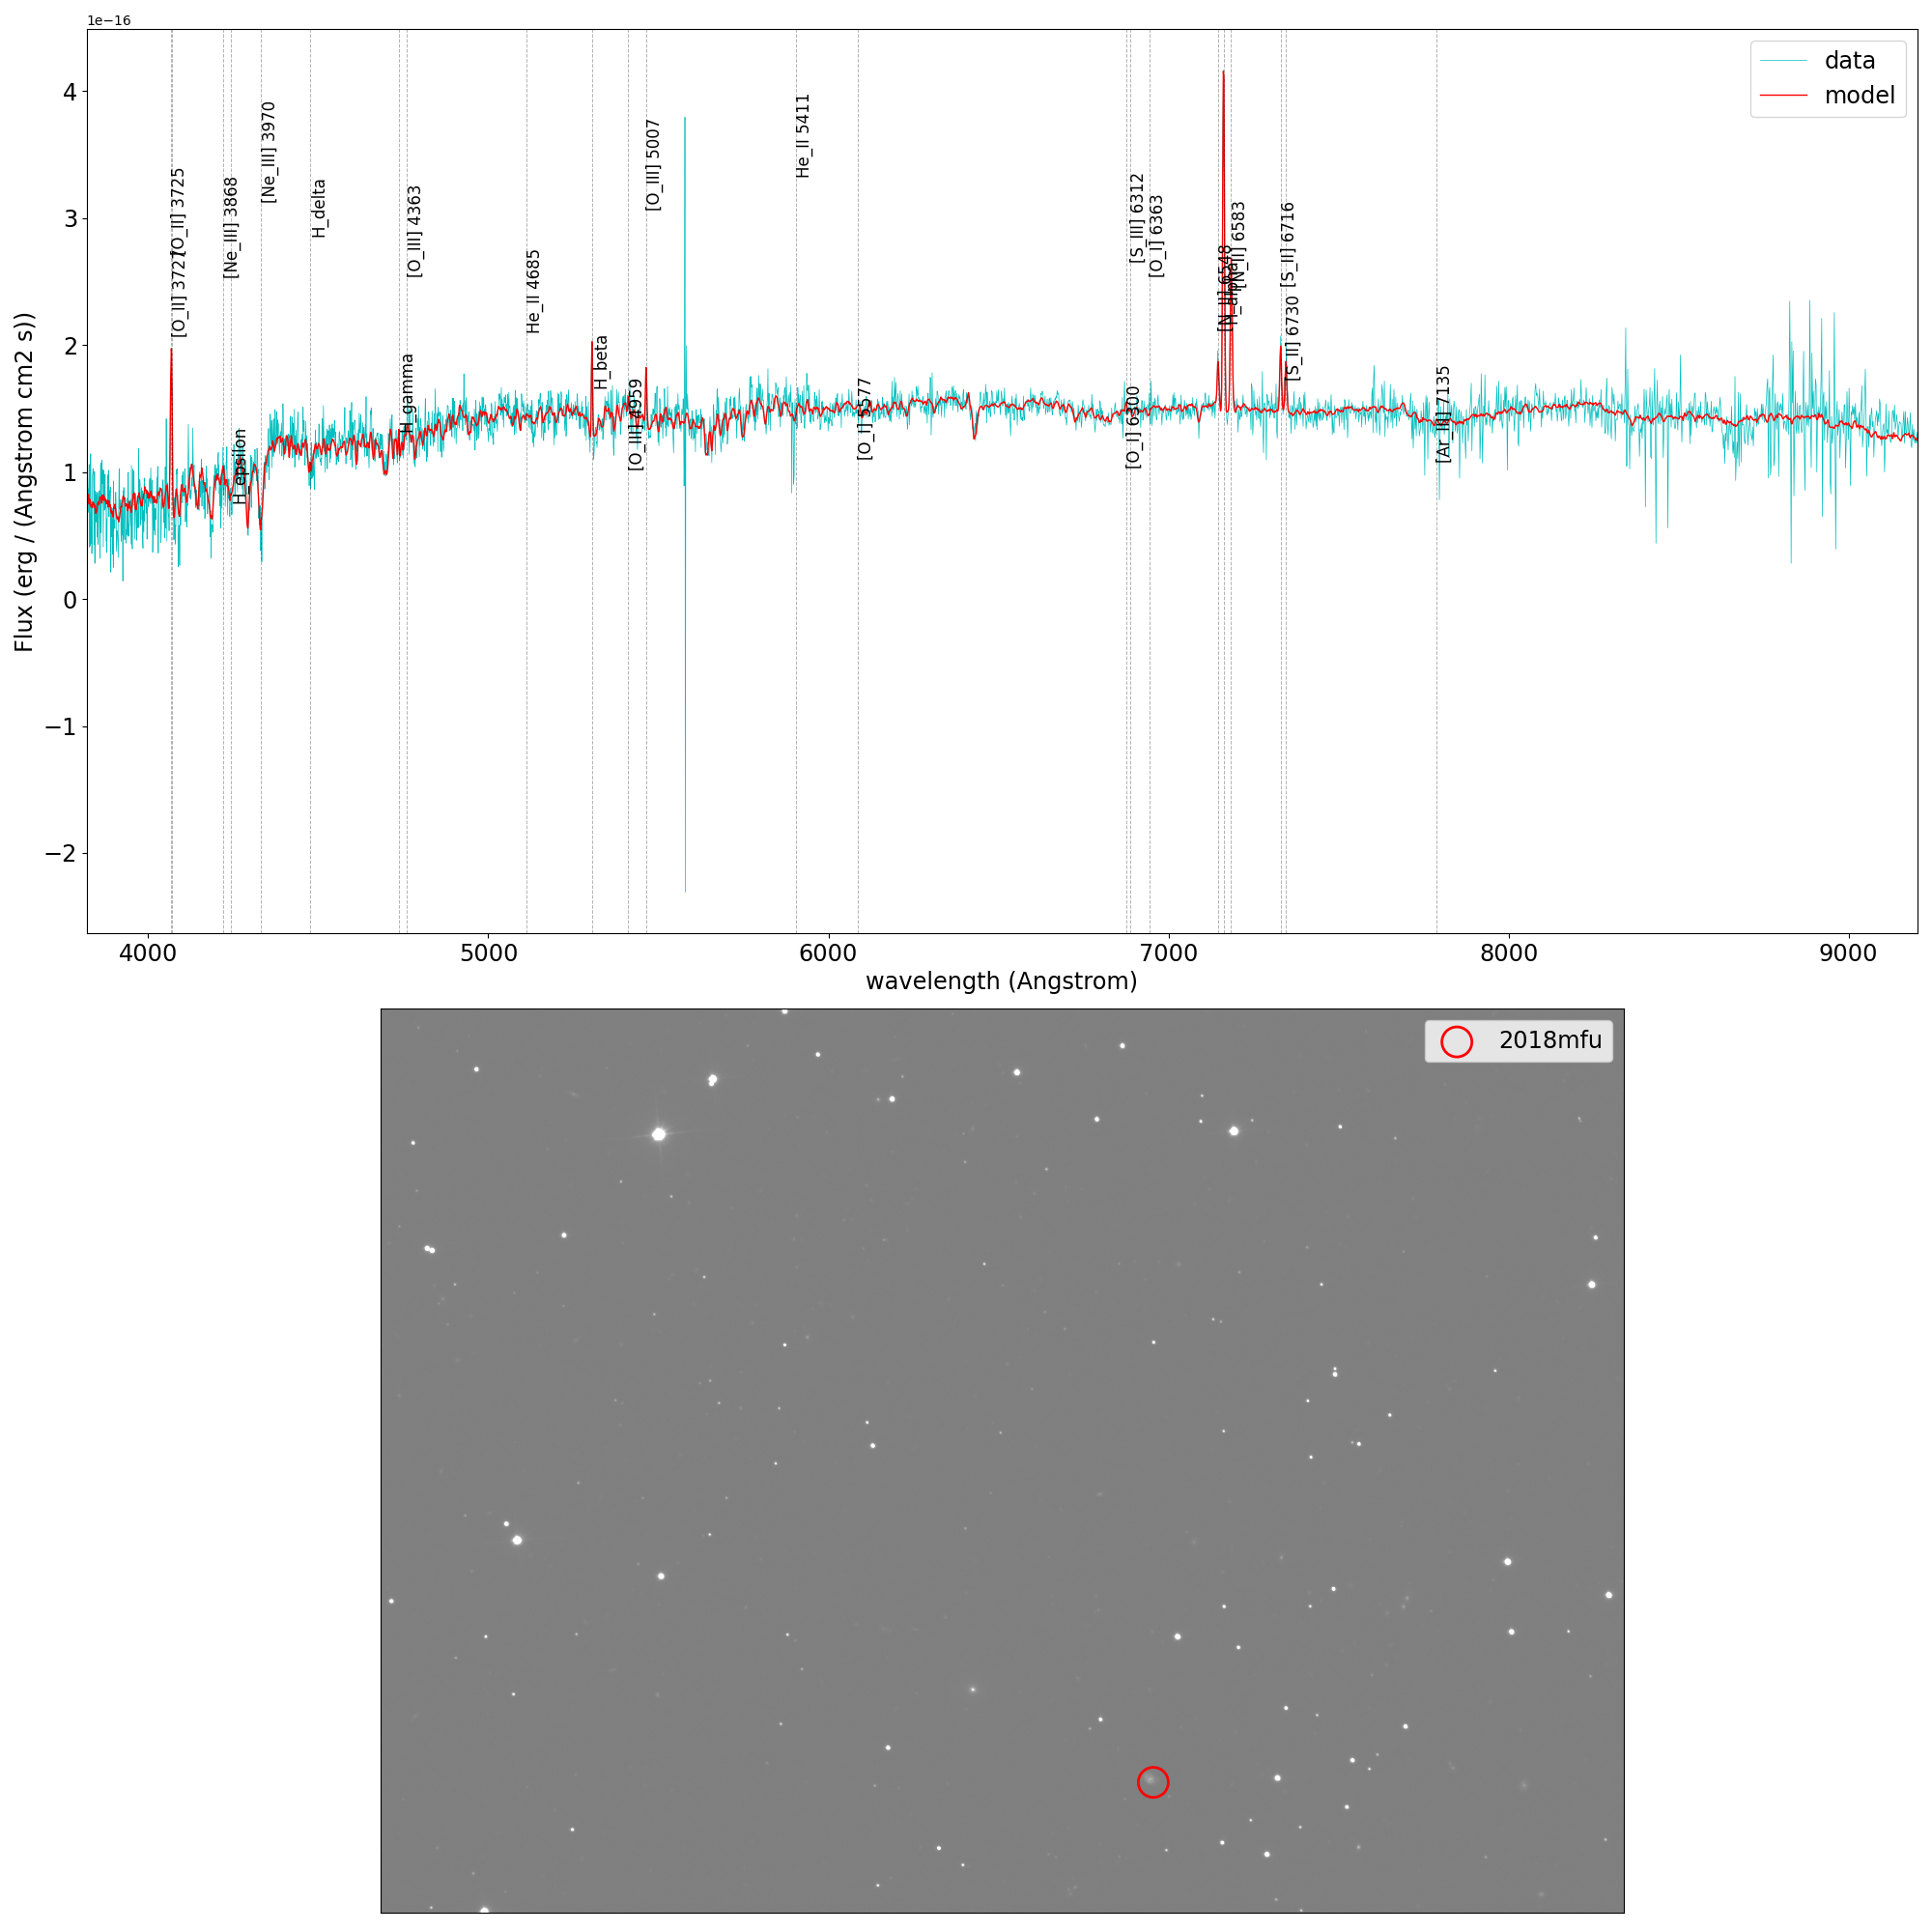 1e−16
data
model
4
3
2
1
0
−1
−2
Flux (erg / (Angstrom cm2 s))
[O_II] 3727
[O_II] 3725
[Ne_III] 3868
H_epsilon
[Ne_III] 3970
H_delta
H_gamma
[O_III] 4363
He_II 4685
H_beta
[O_III] 4959
[O_III] 5007
He_II 5411
[O_I] 5577
[O_I] 6300
[S_III] 6312
[O_I] 6363
[N_II] 6548
H_alpha
[N_II] 6583
[S_II] 6716
[S_II] 6730
[Ar_III] 7135
4000
5000
6000
7000
8000
9000
wavelength (Angstrom)
2018mfu